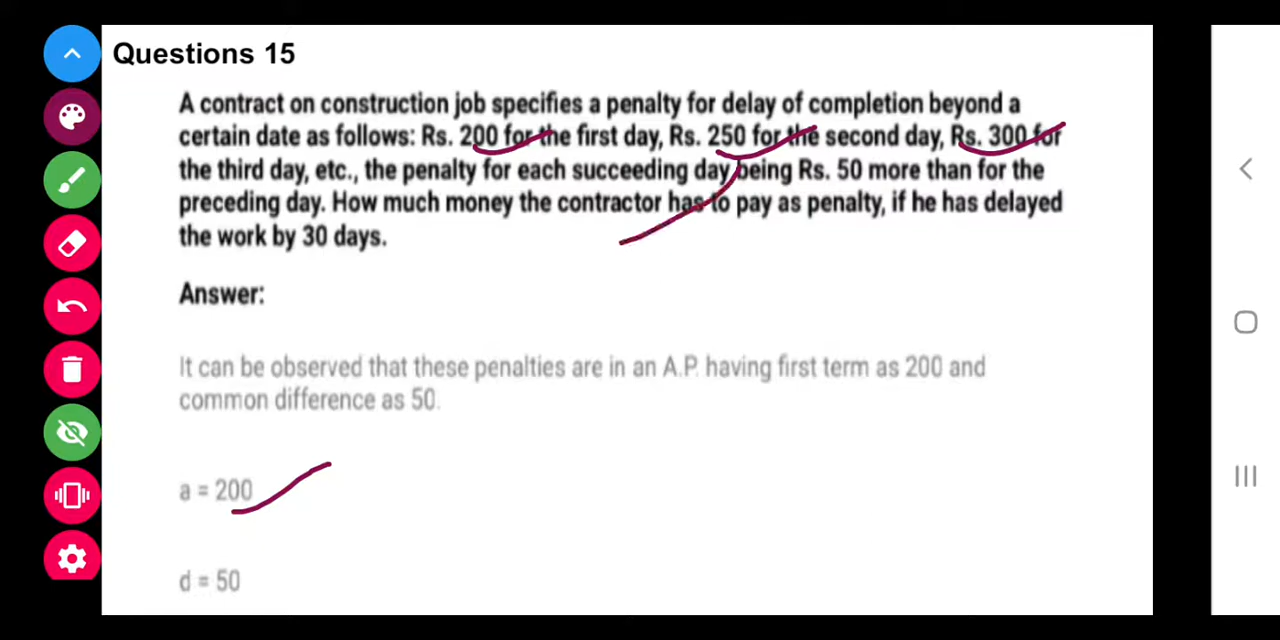 Questions 15
A contract on construction job specifies a penalty for delay of completion beyond a
certain date as follows: Rs. 200 for the first day, Rs. 250 for the second day, Rs. 300 for
the third day, etc., the penalty for each succeeding day being Rs. 50 more than for the
preceding day. How much money the contractor has to pay as penalty, if he has delayed
the work by 30 days.
Answer:
It can be observed that these penalties are in an A.P. having first term as 200 and
common difference as 50.
a = 200
d = 50